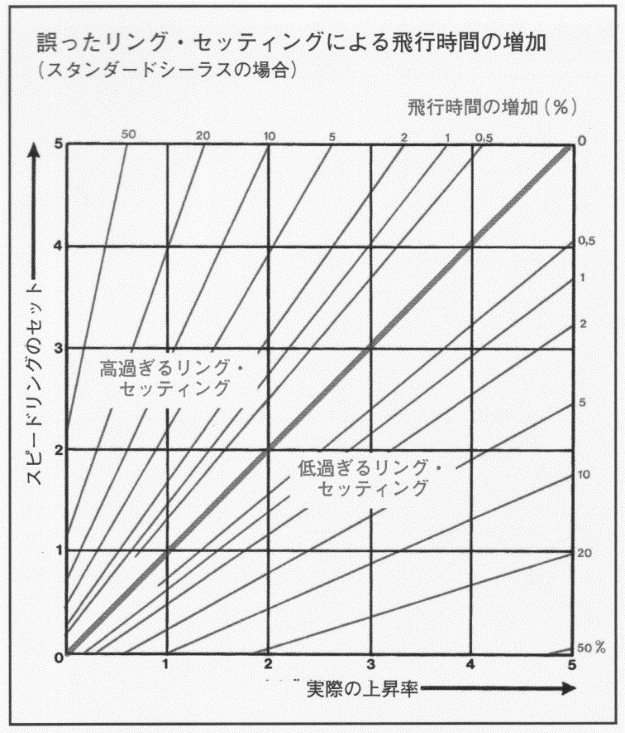 誤ったリング・セッティングによる飛行時間の増加
(スタンダードシーラスの場合)
飛行時間の増加(%)
50 20 10 5 2 1 0,5 0
5
4
3
2
1
0
スピードリングのセット
高過ぎるリング・
セッティング
低過ぎるリング・
セッティング
0,5
1
2
5
10
20
50%
1 2 3 4 5
実際の上昇率